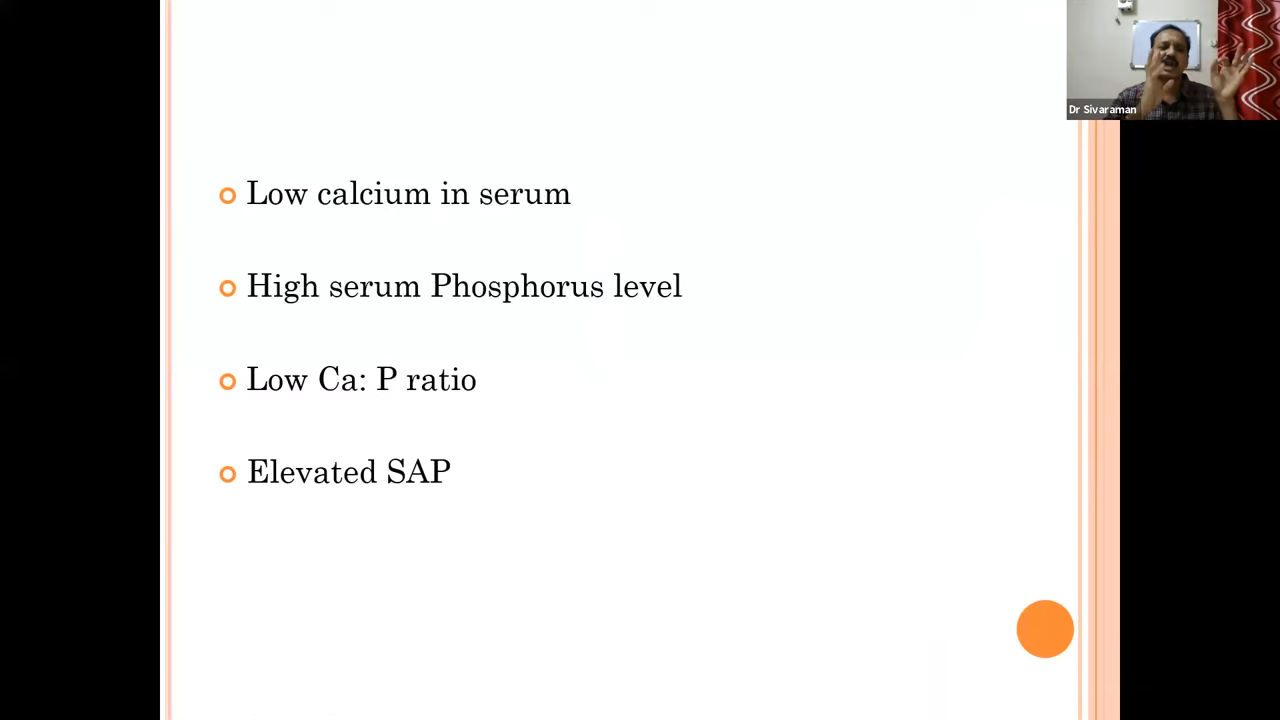 Dr Sivaraman
Low calcium in serum
High serum Phosphorus level
Low Ca: P ratio
Elevated SAP